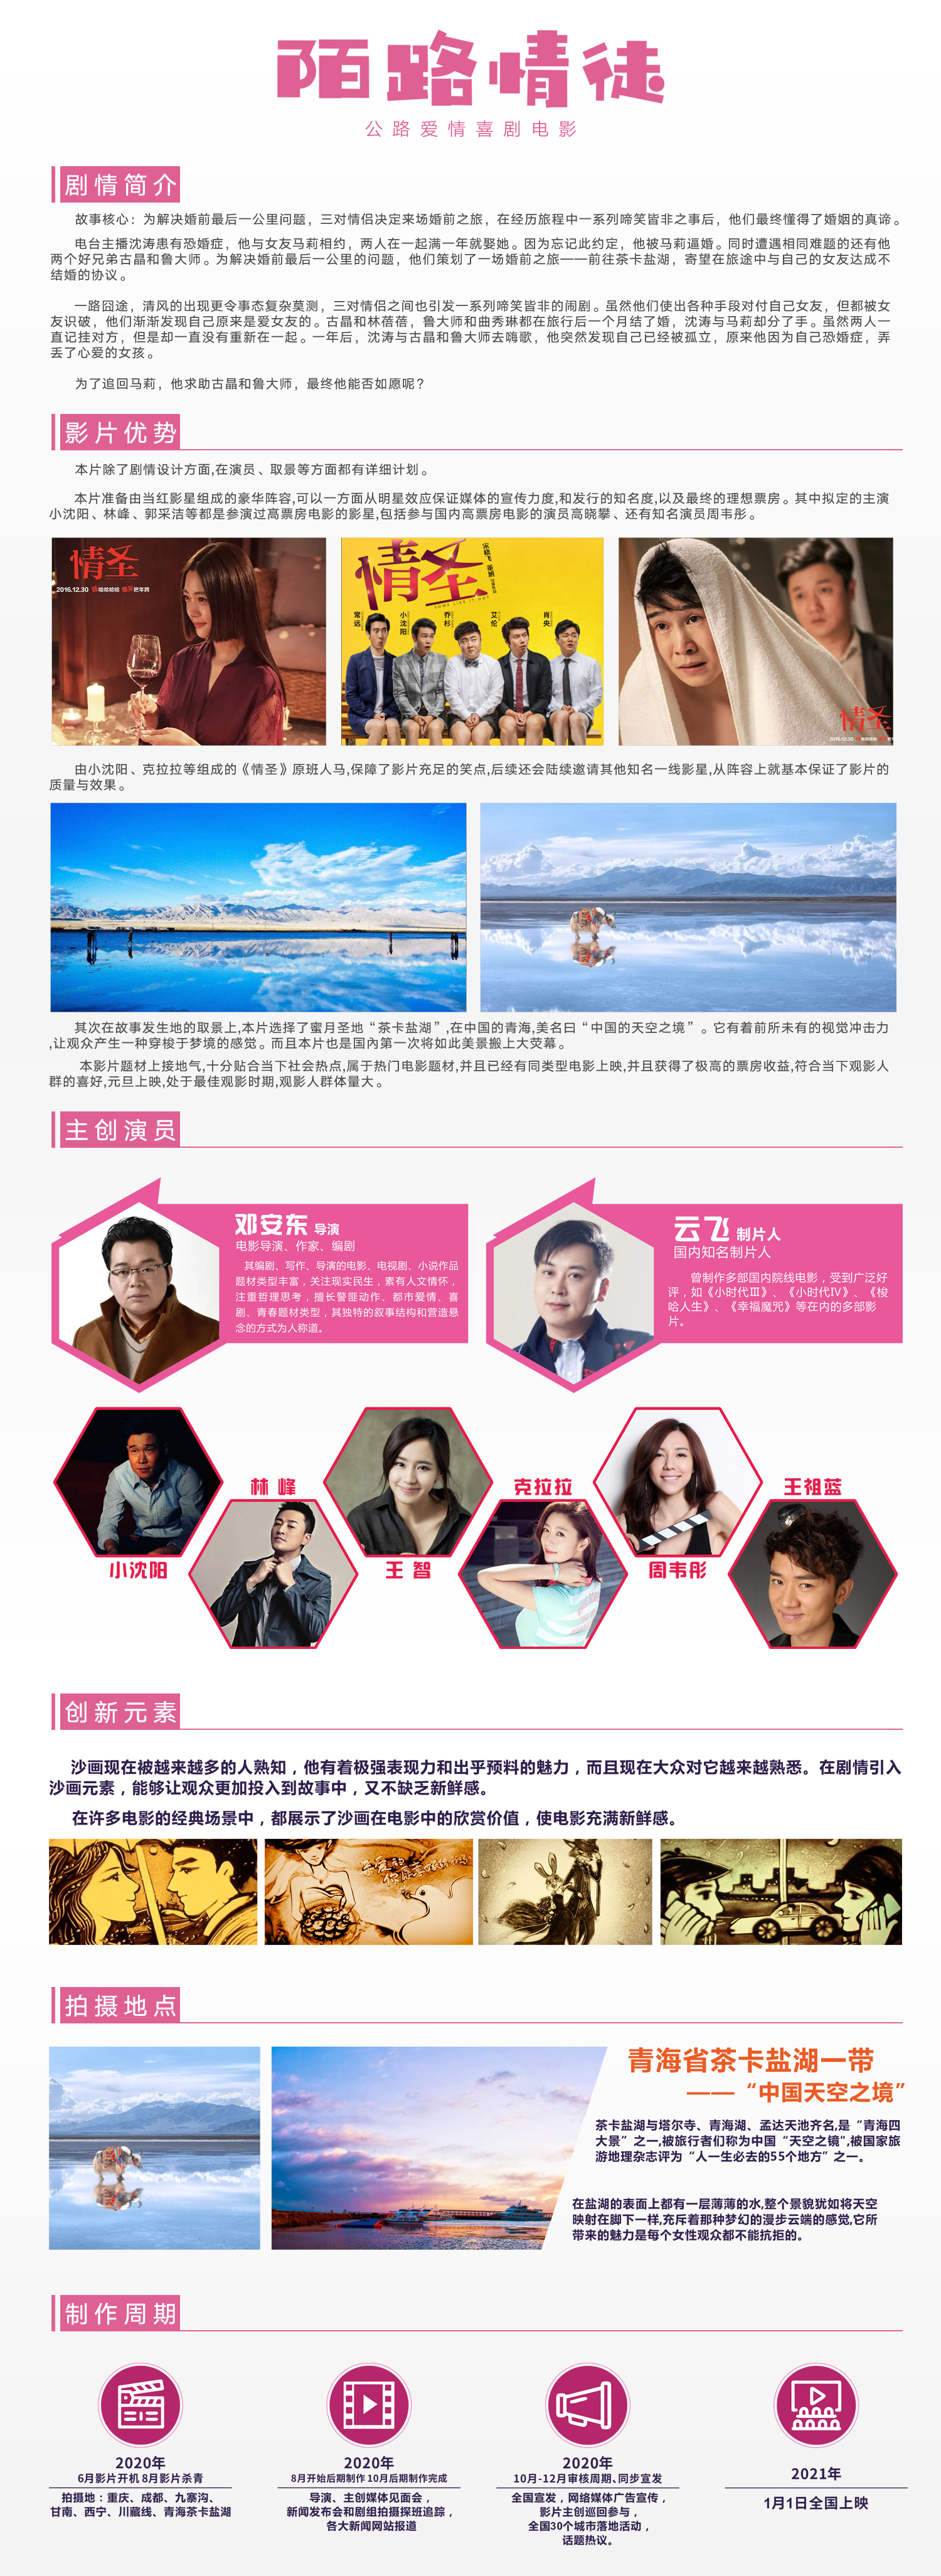 陌路情徒
公路爱情喜剧电影
剧情简介
故事核心：为解决婚前最后一公里问题，三对情侣决定来场婚前之旅，在经历旅程中一系列啼笑皆非之事后，他们最终懂得了婚姻的真谛。
电台主播沈涛患有恐婚症，他与女友马莉相约，两人在一起满一年就娶她。因为忘记此约定，他被马莉逼婚。同时遭遇相同难题的还有他
两个好兄弟古晶和鲁大师。为解决婚前最后一公里的问题，他们策划了一场婚前之旅——前往茶卡盐湖，寄望在旅途中与自己的女友达成不
结婚的协议。
一路囧途，清风的出现更令事态复杂莫测，三对情侣之间也引发一系列啼笑皆非的闹剧。虽然他们使出各种手段对付自己女友，但都被女
友识破，他们渐渐发现自己原来是爱女友的。古晶和林蓓蓓，鲁大师和曲秀琳都在旅行后一个月结了婚，沈涛与马莉却分了手。虽然两人一
直记挂对方，但是却一直没有重新在一起。一年后，沈涛与古晶和鲁大师去嗨歌，他突然发现自己已经被孤立，原来他因为自己恐婚症，弄
丢了心爱的女孩。
为了追回马莉，他求助古晶和鲁大师，最终他能否如愿呢？
影片优势
本片除了剧情设计方面,在演员、取景等方面都有详细计划。
本片准备由当红影星组成的豪华阵容,可以一方面从明星效应保证媒体的宣传力度,和发行的知名度,以及最终的理想票房。其中拟定的主演
小沈阳、林峰、郭采洁等都是参演过高票房电影的影星,包括参与国内高票房电影的演员高晓攀、还有知名演员周韦彤。
情圣
2016.12.30
情圣
SOME LIKE IT HOT
宋晓飞 董旭
常远
小沈阳
乔杉
艾伦
肖央
情圣
2016.12.30
由小沈阳、克拉拉等组成的《情圣》原班人马,保障了影片充足的笑点,后续还会陆续邀请其他知名一线影星,从阵容上就基本保证了影片的
质量与效果。
其次在故事发生地的取景上,本片选择了蜜月圣地“茶卡盐湖”,在中国的青海,美名曰“中国的天空之境”。它有着前所未有的视觉冲击力
,让观众产生一种穿梭于梦境的感觉。而且本片也是国内第一次将如此美景搬上大荧幕。
本影片题材上接地气,十分贴合当下社会热点,属于热门电影题材,并且已经有同类型电影上映,并且获得了极高的票房收益,符合当下观影人
群的喜好,元旦上映,处于最佳观影时期,观影人群体量大。
主创演员
邓安东 导演
电影导演、作家、编剧
其编剧、写作、导演的电影、电视剧、小说作品
题材类型丰富，关注现实民生，素有人文情怀，
注重哲理思考，擅长警匪动作、都市爱情、喜
剧、青春题材类型，其独特的叙事结构和营造悬
念的方式为人称道。
云飞 制片人
国内知名制片人
曾制作多部国内院线电影，受到广泛好
评，如《小时代Ⅲ》、《小时代Ⅳ》、《梭
哈人生》、《幸福魔咒》等在内的多部影
片。
林峰
克拉拉
王祖蓝
小沈阳
王智
周韦彤
创新元素
沙画现在被越来越多的人熟知，他有着极强表现力和出乎预料的魅力，而且现在大众对它越来越熟悉。在剧情引入
沙画元素，能够让观众更加投入到故事中，又不缺乏新鲜感。
在许多电影的经典场景中，都展示了沙画在电影中的欣赏价值，使电影充满新鲜感。
拍摄地点
青海省茶卡盐湖一带
——“中国天空之境”
茶卡盐湖与塔尔寺、青海湖、孟达天池齐名,是“青海四
大景”之一,被旅行者们称为中国“天空之镜",被国家旅
游地理杂志评为“人一生必去的55个地方”之一。
在盐湖的表面上都有一层薄薄的水,整个景貌犹如将天空
映射在脚下一样,充斥着那种梦幻的漫步云端的感觉,它所
带来的魅力是每个女性观众都不能抗拒的。
制作周期
2020年
6月影片开机 8月影片杀青
拍摄地：重庆、成都、九寨沟、
甘南、西宁、川藏线、青海茶卡盐湖
2020年
8月开始后期制作 10月后期制作完成
导演、主创媒体见面会，
新闻发布会和剧组拍摄探班追踪，
各大新闻网站报道
2020年
10月-12月审核周期、同步宣发
全国宣发，网络媒体广告宣传，
影片主创巡回参与，
全国30个城市落地活动，
话题热议。
2021年
1月1日全国上映